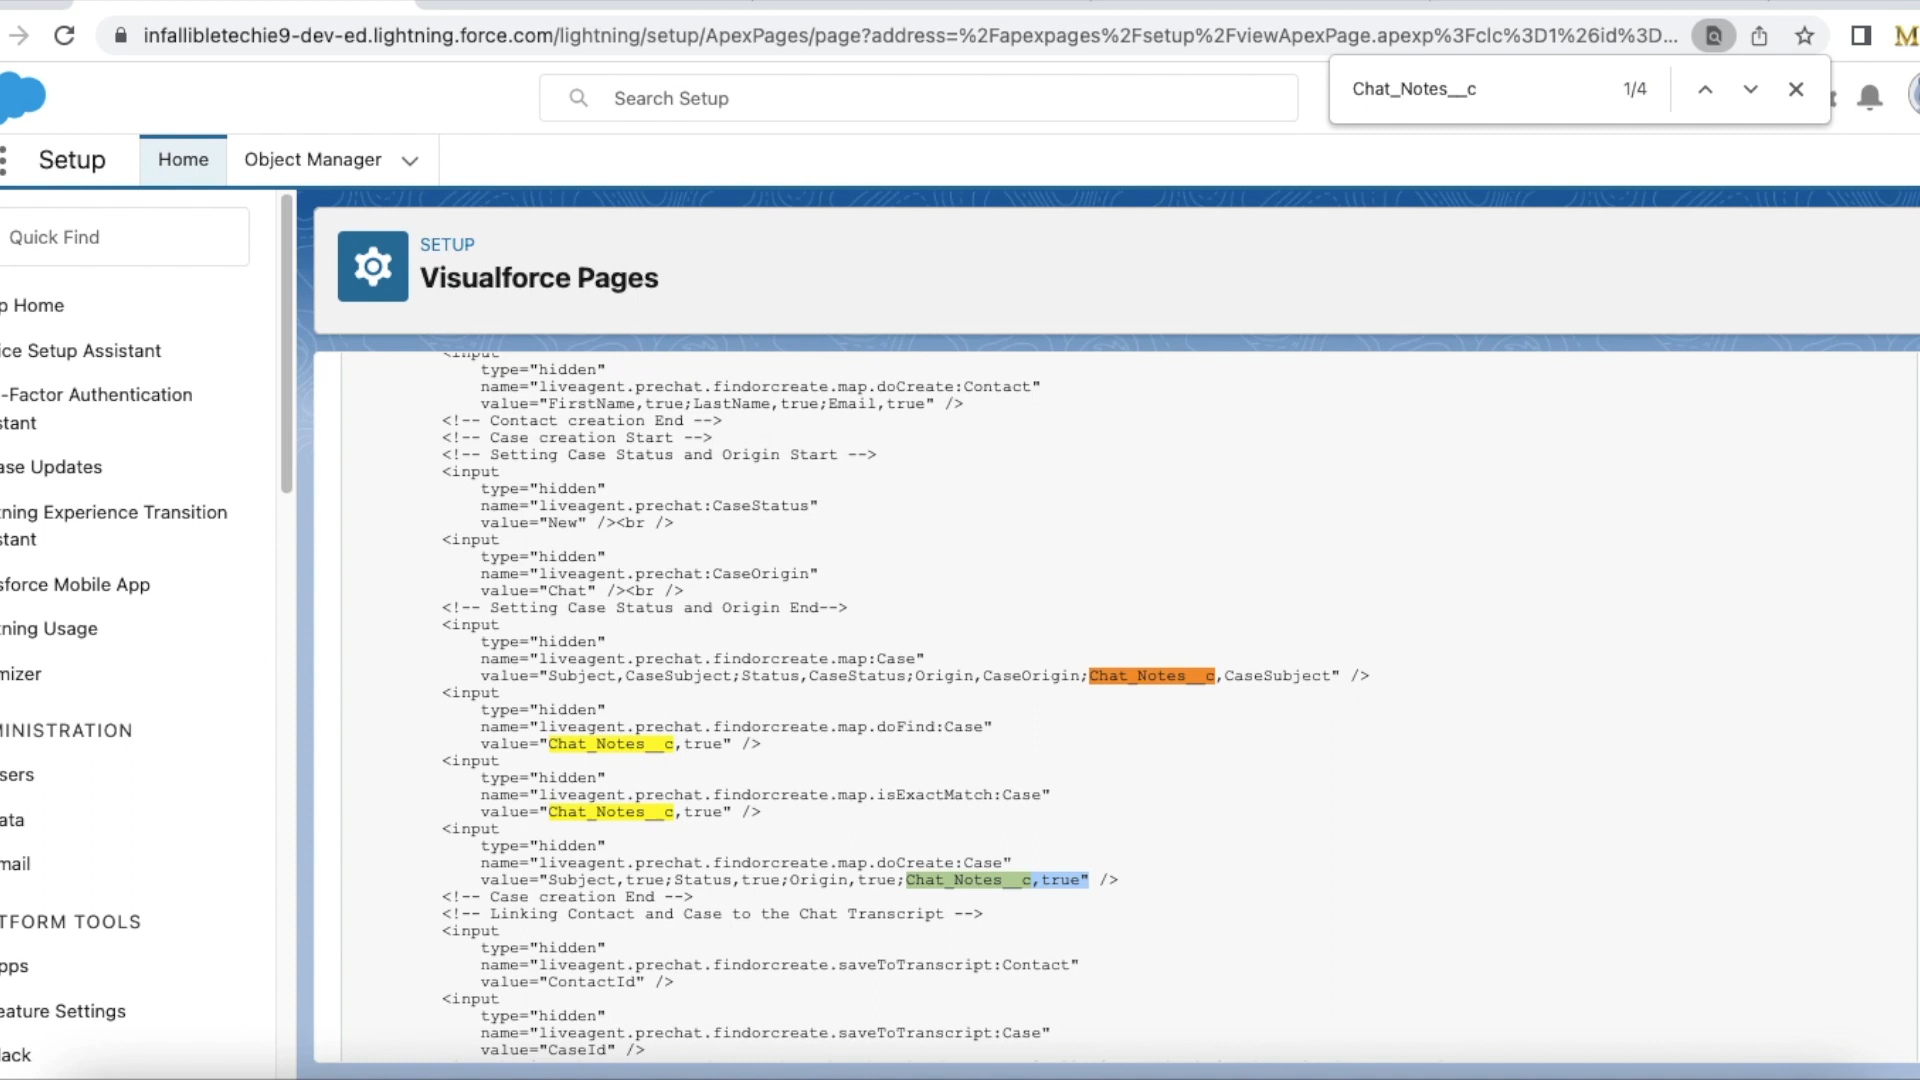 infallibletechie9-dev-ed.lightning.force.com/lightning/setup/ApexPages/page?address=%2Fapexpages%2Fsetup%2FviewApexPage.apexp%3Fclc%3D1%26id%3D...
Chat_Notes__c 1/4
Search Setup
Setup Home Object Manager
Quick Find
p Home
ice Setup Assistant
-Factor Authentication
stant
ase Updates
tning Experience Transition
stant
sforce Mobile App
tning Usage
mizer
MINISTRATION
sers
ata
mail
TFORM TOOLS
pps
eature Settings
lack
SETUP
Visualforce Pages
<input
type="hidden"
name="liveagent.prechat.findorcreate.map.doCreate:Contact"
value="FirstName,true;LastName,true;Email,true" />
<!-- Contact creation End -->
<!-- Case creation Start -->
<!-- Setting Case Status and Origin Start -->
<input
type="hidden"
name="liveagent.prechat:CaseStatus"
value="New" /><br />
<input
type="hidden"
name="liveagent.prechat:CaseOrigin"
value="Chat" /><br />
<!-- Setting Case Status and Origin End-->
<input
type="hidden"
name="liveagent.prechat.findorcreate.map:Case"
value="Subject,CaseSubject;Status,CaseStatus;Origin,CaseOrigin;Chat_Notes__c,CaseSubject" />
<input
type="hidden"
name="liveagent.prechat.findorcreate.map.doFind:Case"
value="Chat_Notes__c,true" />
<input
type="hidden"
name="liveagent.prechat.findorcreate.map.isExactMatch:Case"
value="Chat_Notes__c,true" />
<input
type="hidden"
name="liveagent.prechat.findorcreate.map.doCreate:Case"
value="Subject,true;Status,true;Origin,true;Chat_Notes__c,true" />
<!-- Case creation End -->
<!-- Linking Contact and Case to the Chat Transcript -->
<input
type="hidden"
name="liveagent.prechat.findorcreate.saveToTranscript:Contact"
value="ContactId" />
<input
type="hidden"
name="liveagent.prechat.findorcreate.saveToTranscript:Case"
value="CaseId" />